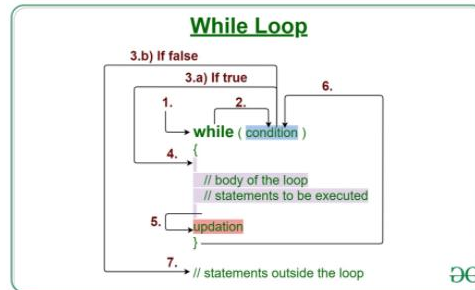 While Loop
3.b) If false
3.a) If true
6.
1.
2.
while ( condition )
4.
{
// body of the loop
// statements to be executed
5.
updation
}
7.
// statements outside the loop